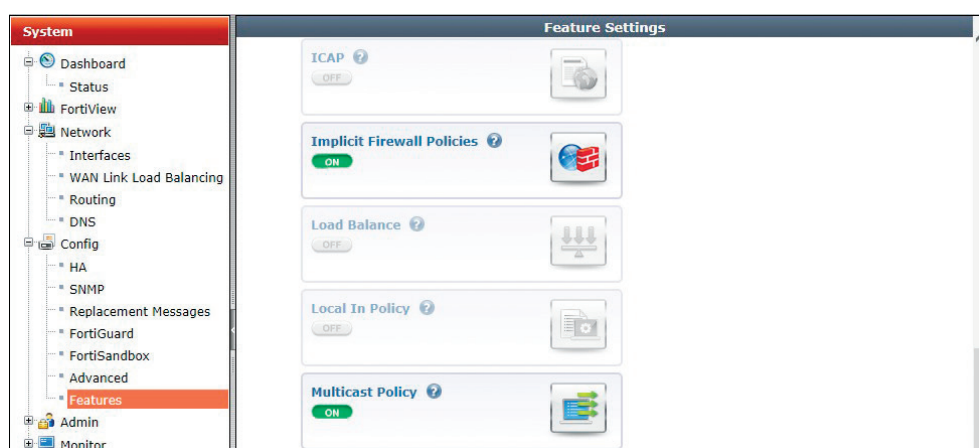 System
Dashboard
Status
FortiView
Network
Interfaces
WAN Link Load Balancing
Routing
DNS
Config
HA
SNMP
Replacement Messages
FortiGuard
FortiSandbox
Advanced
Features
Admin
Monitor
Feature Settings
ICAP ?
OFF
Implicit Firewall Policies ?
ON
Load Balance ?
OFF
Local In Policy ?
OFF
Multicast Policy ?
ON